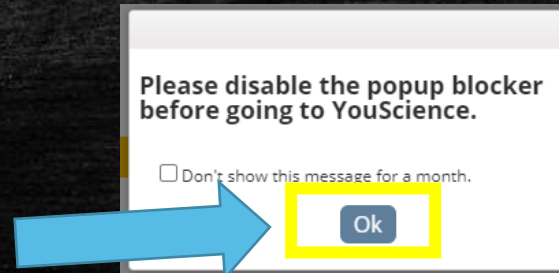 Please disable the popup blocker
before going to YouScience.
Don't show this message for a month.
Ok